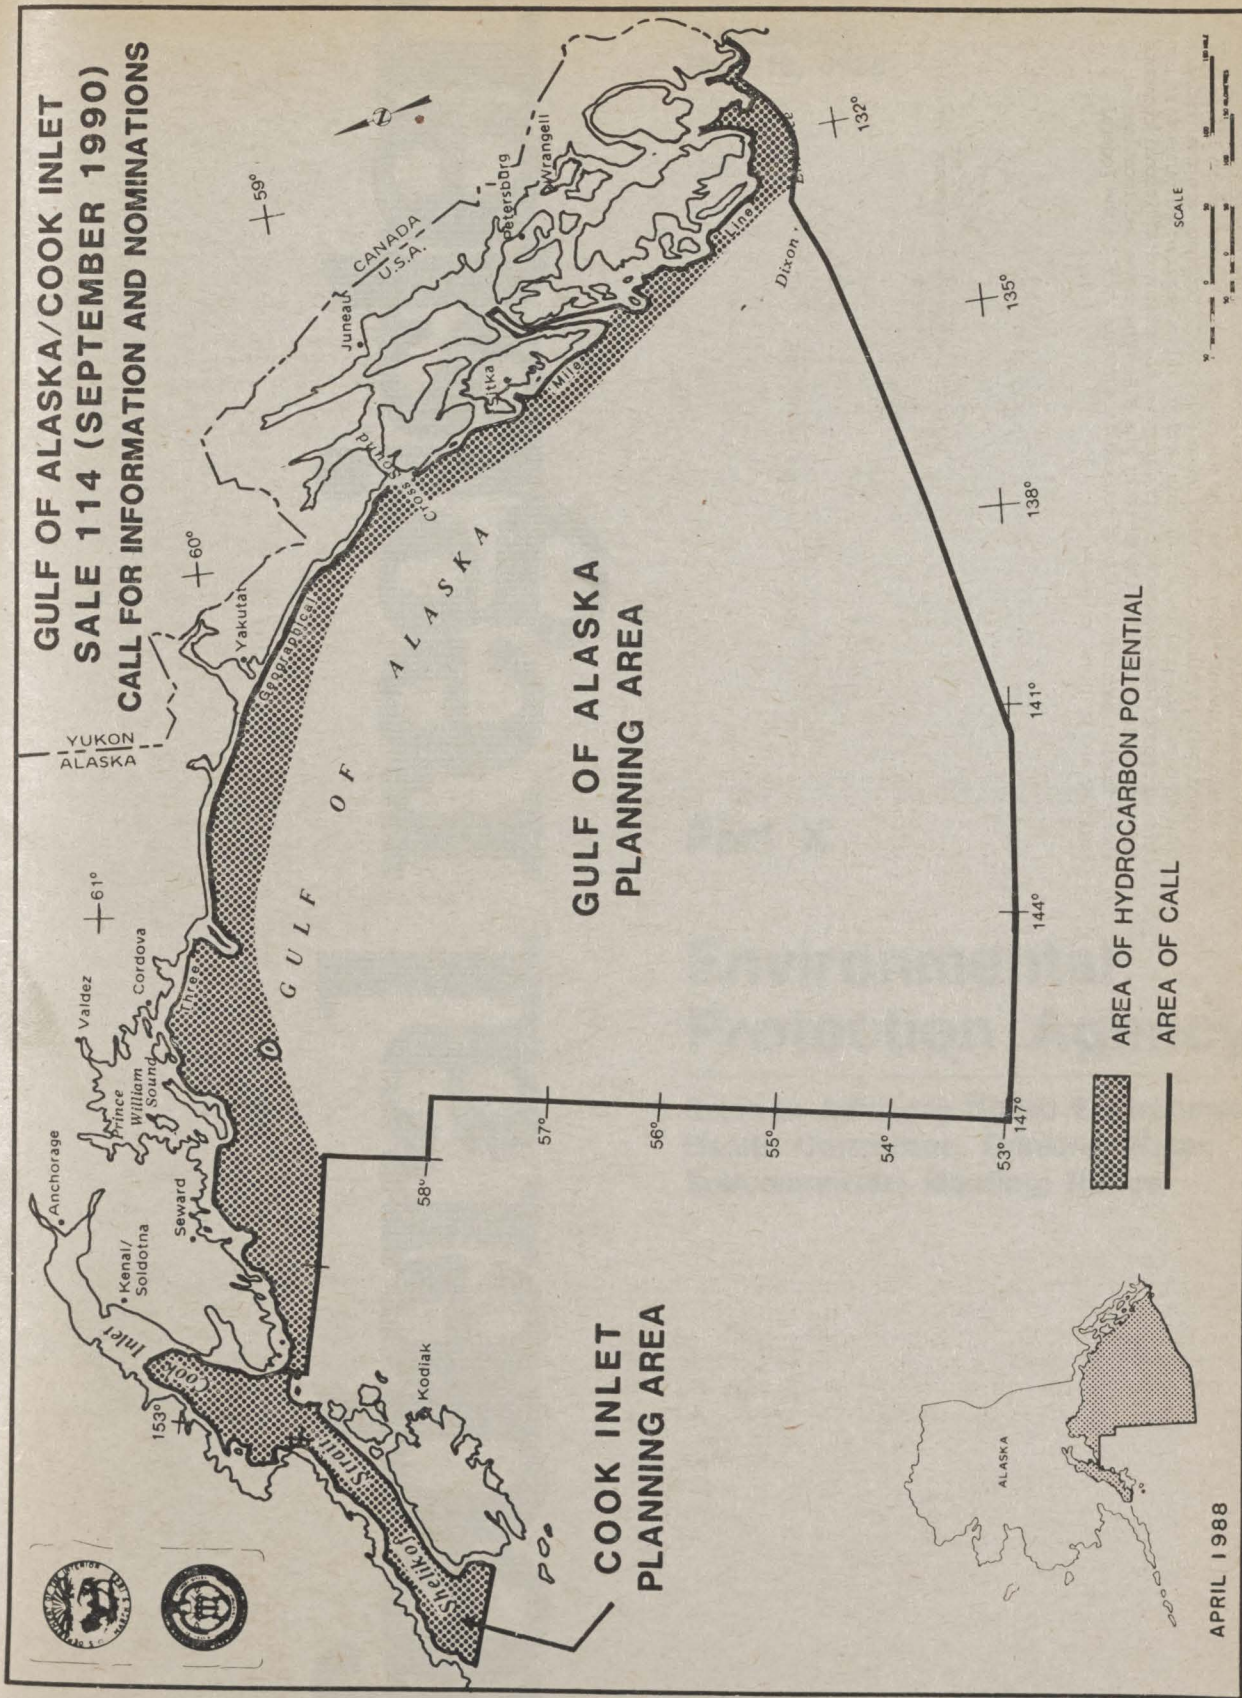 GULF OF ALASKA/COOK INLET
SALE 114 (SEPTEMBER 1990)
CALL FOR INFORMATION AND NOMINATIONS
YUKON
ALASKA
CANADA
U.S.A.
59°
60°
61°
153°
Anchorage
Kenai/
Soldotna
Seward
Valdez
Prince
William
Sound
Cordova
Yakutat
Juneau
Sitka
Petersburg
Wrangell
Cook Inlet
Shelikof Strait
Kodiak
Three
Geographical
Mile
Line
Cross Sound
Dixon
GULF OF ALASKA
GULF OF ALASKA
PLANNING AREA
COOK INLET
PLANNING AREA
58°
57°
56°
55°
54°
53°
147°
144°
141°
138°
135°
132°
ALASKA
AREA OF HYDROCARBON POTENTIAL
AREA OF CALL
SCALE
APRIL 1988